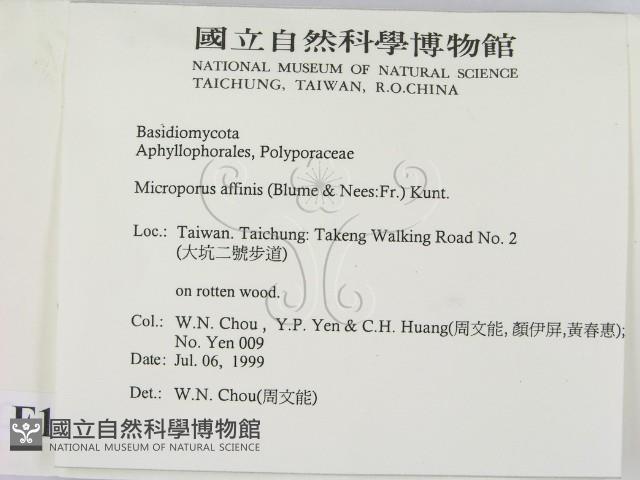 國立自然科學博物館
NATIONAL MUSEUM OF NATURAL SCIENCE
TAICHUNG, TAIWAN, R.O.CHINA
Basidiomycota
Aphyllophorales, Polyporaceae
Microporus affinis (Blume & Nees:Fr.) Kunt.
Loc.: Taiwan. Taichung: Takeng Walking Road No. 2
(大坑二號步道)
on rotten wood.
Col.: W.N. Chou , Y.P. Yen & C.H. Huang(周文能,顏伊屏,黃春惠);
No. Yen 009
Date: Jul. 06, 1999
Det.: W.N. Chou(周文能)
國立自然科學博物館
NATIONAL MUSEUM OF NATURAL SCIENCE